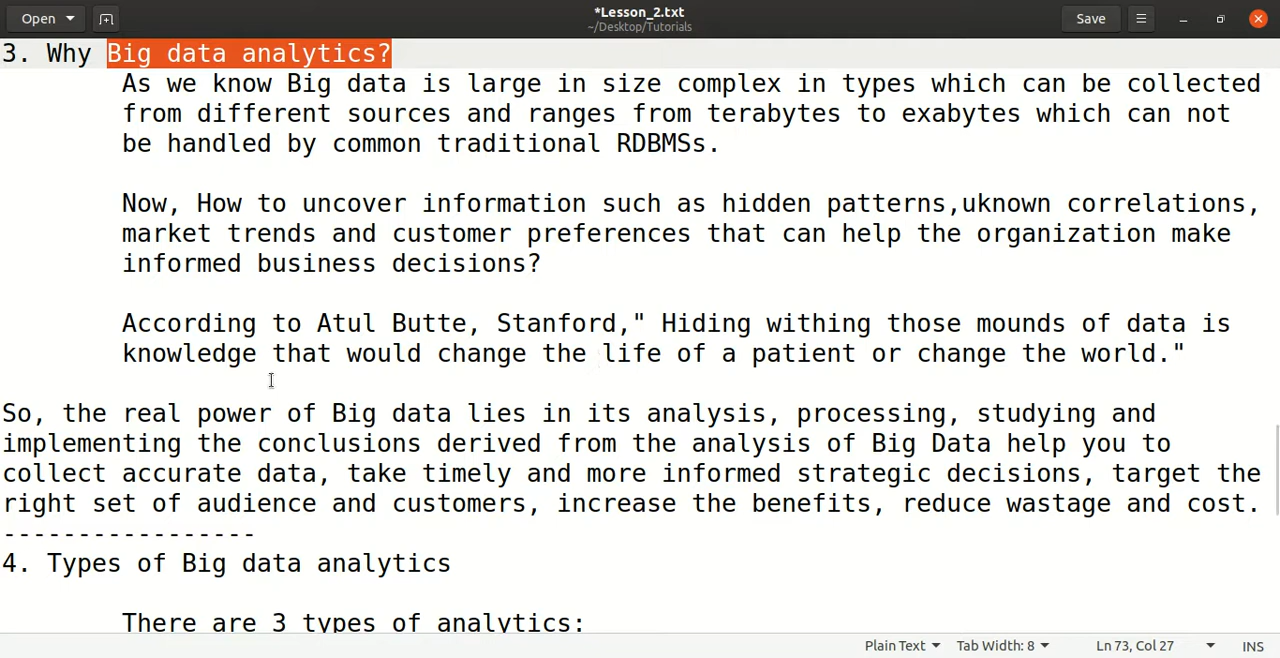 Open
*Lesson_2.txt
~/Desktop/Tutorials
Save
3. Why Big data analytics?
As we know Big data is large in size complex in types which can be collected
from different sources and ranges from terabytes to exabytes which can not
be handled by common traditional RDBMSs.
Now, How to uncover information such as hidden patterns,uknown correlations,
market trends and customer preferences that can help the organization make
informed business decisions?
According to Atul Butte, Stanford," Hiding withing those mounds of data is
knowledge that would change the life of a patient or change the world."
So, the real power of Big data lies in its analysis, processing, studying and
implementing the conclusions derived from the analysis of Big Data help you to
collect accurate data, take timely and more informed strategic decisions, target the
right set of audience and customers, increase the benefits, reduce wastage and cost.
-----------------
4. Types of Big data analytics
There are 3 types of analytics:
Plain Text Tab Width: 8 Ln 73, Col 27 INS